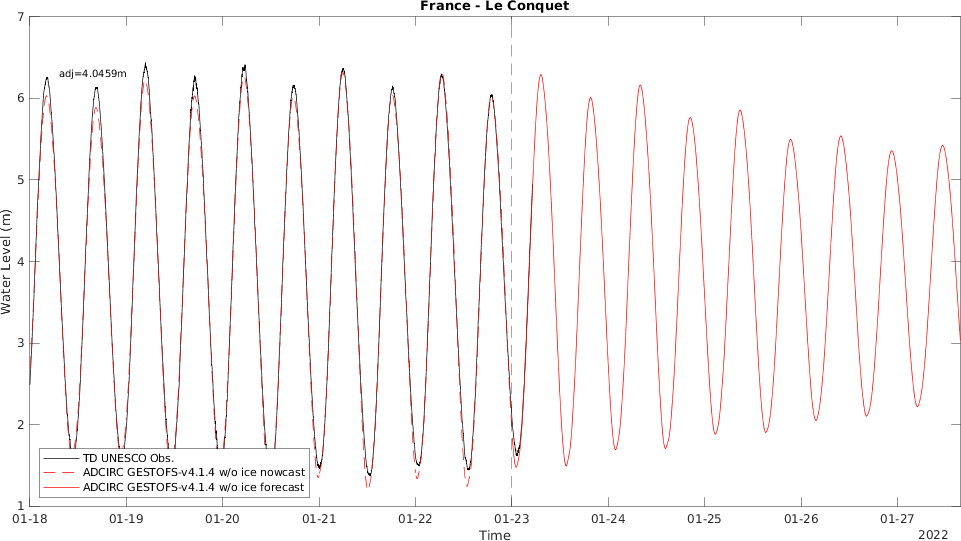 France - Le Conquet
adj=4.0459m
7
6
5
4
3
2
1
Water Level (m)
TD UNESCO Obs.
ADCIRC GESTOFS-v4.1.4 w/o ice nowcast
ADCIRC GESTOFS-v4.1.4 w/o ice forecast
01-18 01-19 01-20 01-21 01-22 01-23 01-24 01-25 01-26 01-27
Time
2022